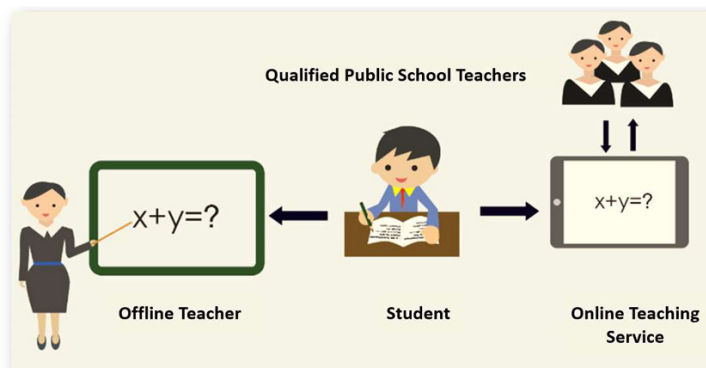 Qualified Public School Teachers
x+y=?
x+y=?
Offline Teacher
Student
Online Teaching
Service